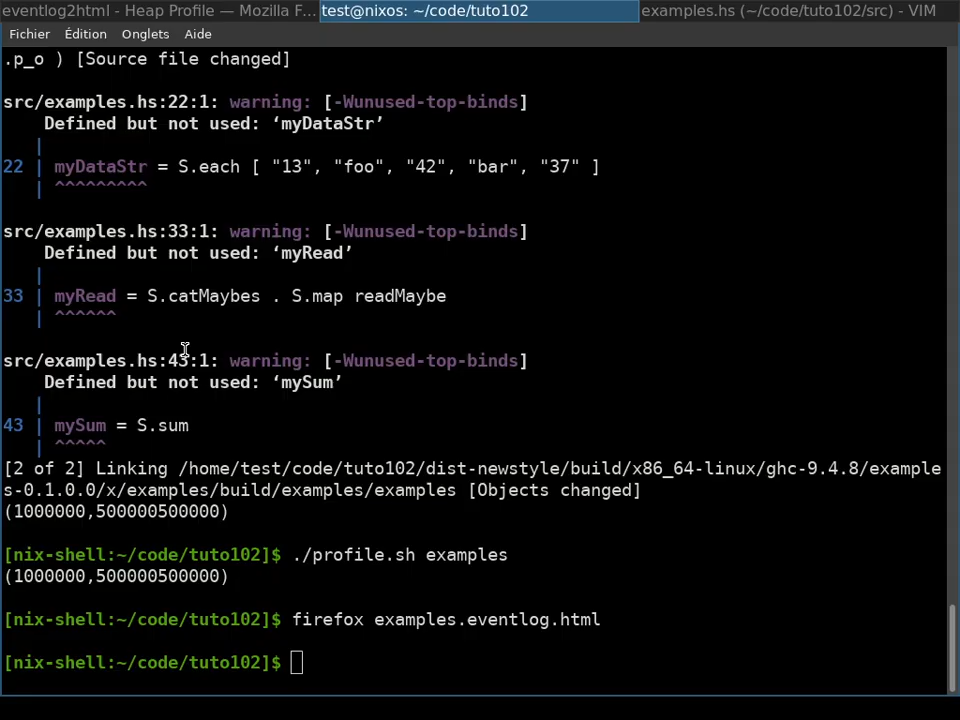 eventlog2html - Heap Profile — Mozilla F... test@nixos: ~/code/tuto102 examples.hs (~/code/tuto102/src) - VIM
Fichier Édition Onglets Aide
.p_o ) [Source file changed]
src/examples.hs:22:1: warning: [-Wunused-top-binds]
Defined but not used: ‘myDataStr’
|
22 | myDataStr = S.each [ "13", "foo", "42", "bar", "37" ]
| ^^^^^^^^^
src/examples.hs:33:1: warning: [-Wunused-top-binds]
Defined but not used: ‘myRead’
|
33 | myRead = S.catMaybes . S.map readMaybe
| ^^^^^^
src/examples.hs:43:1: warning: [-Wunused-top-binds]
Defined but not used: ‘mySum’
|
43 | mySum = S.sum
| ^^^^^
[2 of 2] Linking /home/test/code/tuto102/dist-newstyle/build/x86_64-linux/ghc-9.4.8/example
s-0.1.0.0/x/examples/build/examples/examples [Objects changed]
(1000000,500000500000)
[nix-shell:~/code/tuto102]$ ./profile.sh examples
(1000000,500000500000)
[nix-shell:~/code/tuto102]$ firefox examples.eventlog.html
[nix-shell:~/code/tuto102]$